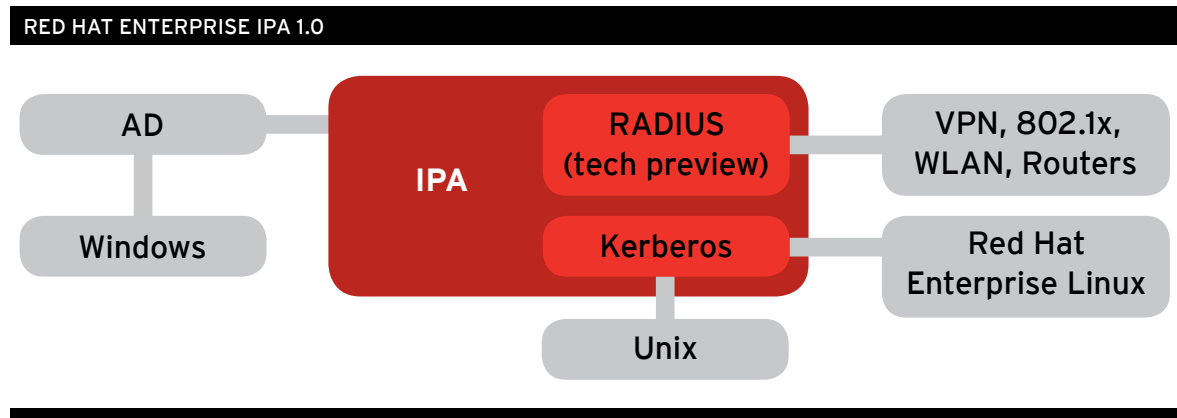 RED HAT ENTERPRISE IPA 1.0
AD
Windows
IPA
RADIUS
(tech preview)
Kerberos
Unix
VPN, 802.1x,
WLAN, Routers
Red Hat
Enterprise Linux